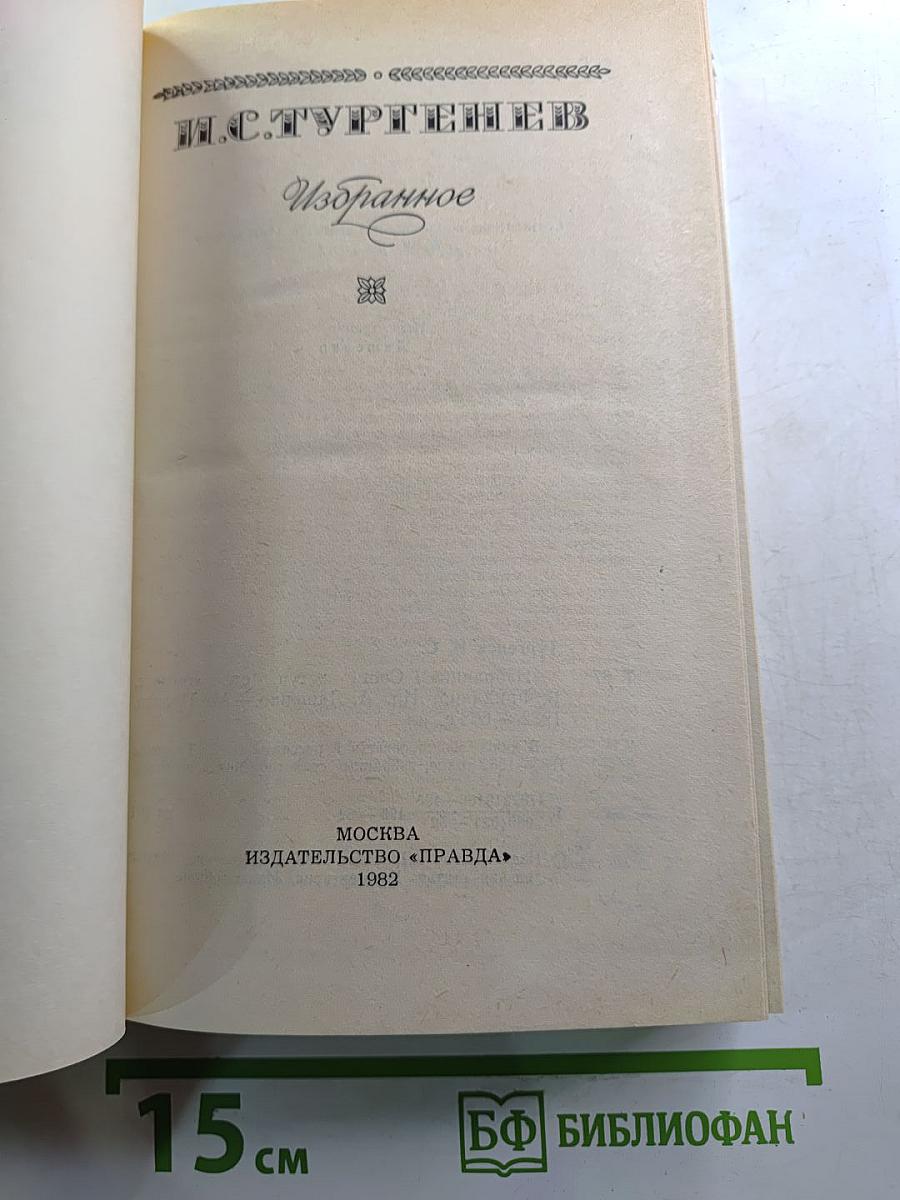 И.С.ТУРГЕНЕВ
Избранное
МОСКВА
ИЗДАТЕЛЬСТВО «ПРАВДА»
1982
15 см
БФ БИБЛИОФАН